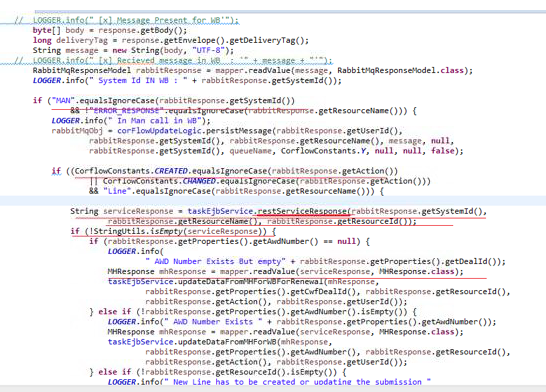 //  LOGGER.info(" [x] Message Present for WB'");
byte[] body = response.getBody();
long deliveryTag = response.getEnvelope().getDeliveryTag();
String message = new String(body, "UTF-8");
//  LOGGER.info(" [x] Recieved message in WB  : '" + message + "'");
RabbitMqResponseModel rabbitResponse = mapper.readValue(message, RabbitMqResponseModel.class);
LOGGER.info(" System Id IN WB : " + rabbitResponse.getSystemId());
if ("MAN".equalsIgnoreCase(rabbitResponse.getSystemId())
&& !"ERROR_RESPONSE".equalsIgnoreCase(rabbitResponse.getResourceName())) {
LOGGER.info(" In Man call in WB");
rabbitMqObj = corFlowUpdateLogic.persistMessage(rabbitResponse.getUserId(),
rabbitResponse.getSystemId(), rabbitResponse.getResourceName(), message, null,
rabbitResponse.getSystemId(), queueName, CorflowConstants.Y, null, null, false);
if ((CorflowConstants.CREATED.equalsIgnoreCase(rabbitResponse.getAction())
|| CorflowConstants.CHANGED.equalsIgnoreCase(rabbitResponse.getAction()))
&& "Line".equalsIgnoreCase(rabbitResponse.getResourceName())) {
String serviceResponse = taskEjbService.restServiceResponse(rabbitResponse.getSystemId(),
rabbitResponse.getResourceName(), rabbitResponse.getResourceId());
if (!StringUtils.isEmpty(serviceResponse)) {
if (rabbitResponse.getProperties().getAwdNumber() == null) {
LOGGER.info(
" AWD Number Exists But empty" + rabbitResponse.getProperties().getDealId());
MHResponse mhResponse = mapper.readValue(serviceResponse, MHResponse.class);
taskEjbService.updateDataFromMHForWBForRenewal(mhResponse,
rabbitResponse.getProperties().getCwfDealId(), rabbitResponse.getResourceId(),
rabbitResponse.getAction(), rabbitResponse.getUserId());
} else if (!rabbitResponse.getProperties().getAwdNumber().isEmpty()) {
LOGGER.info(" AWD Number Exists " + rabbitResponse.getProperties().getAwdNumber());
MHResponse mhResponse = mapper.readValue(serviceResponse, MHResponse.class);
taskEjbService.updateDataFromMHForWB(mhResponse,
rabbitResponse.getProperties().getAwdNumber(), rabbitResponse.getResourceId(),
rabbitResponse.getAction(), rabbitResponse.getUserId());
} else if (!rabbitResponse.getResourceId().isEmpty()) {
LOGGER.info(" New Line has to be created or updating the submission "